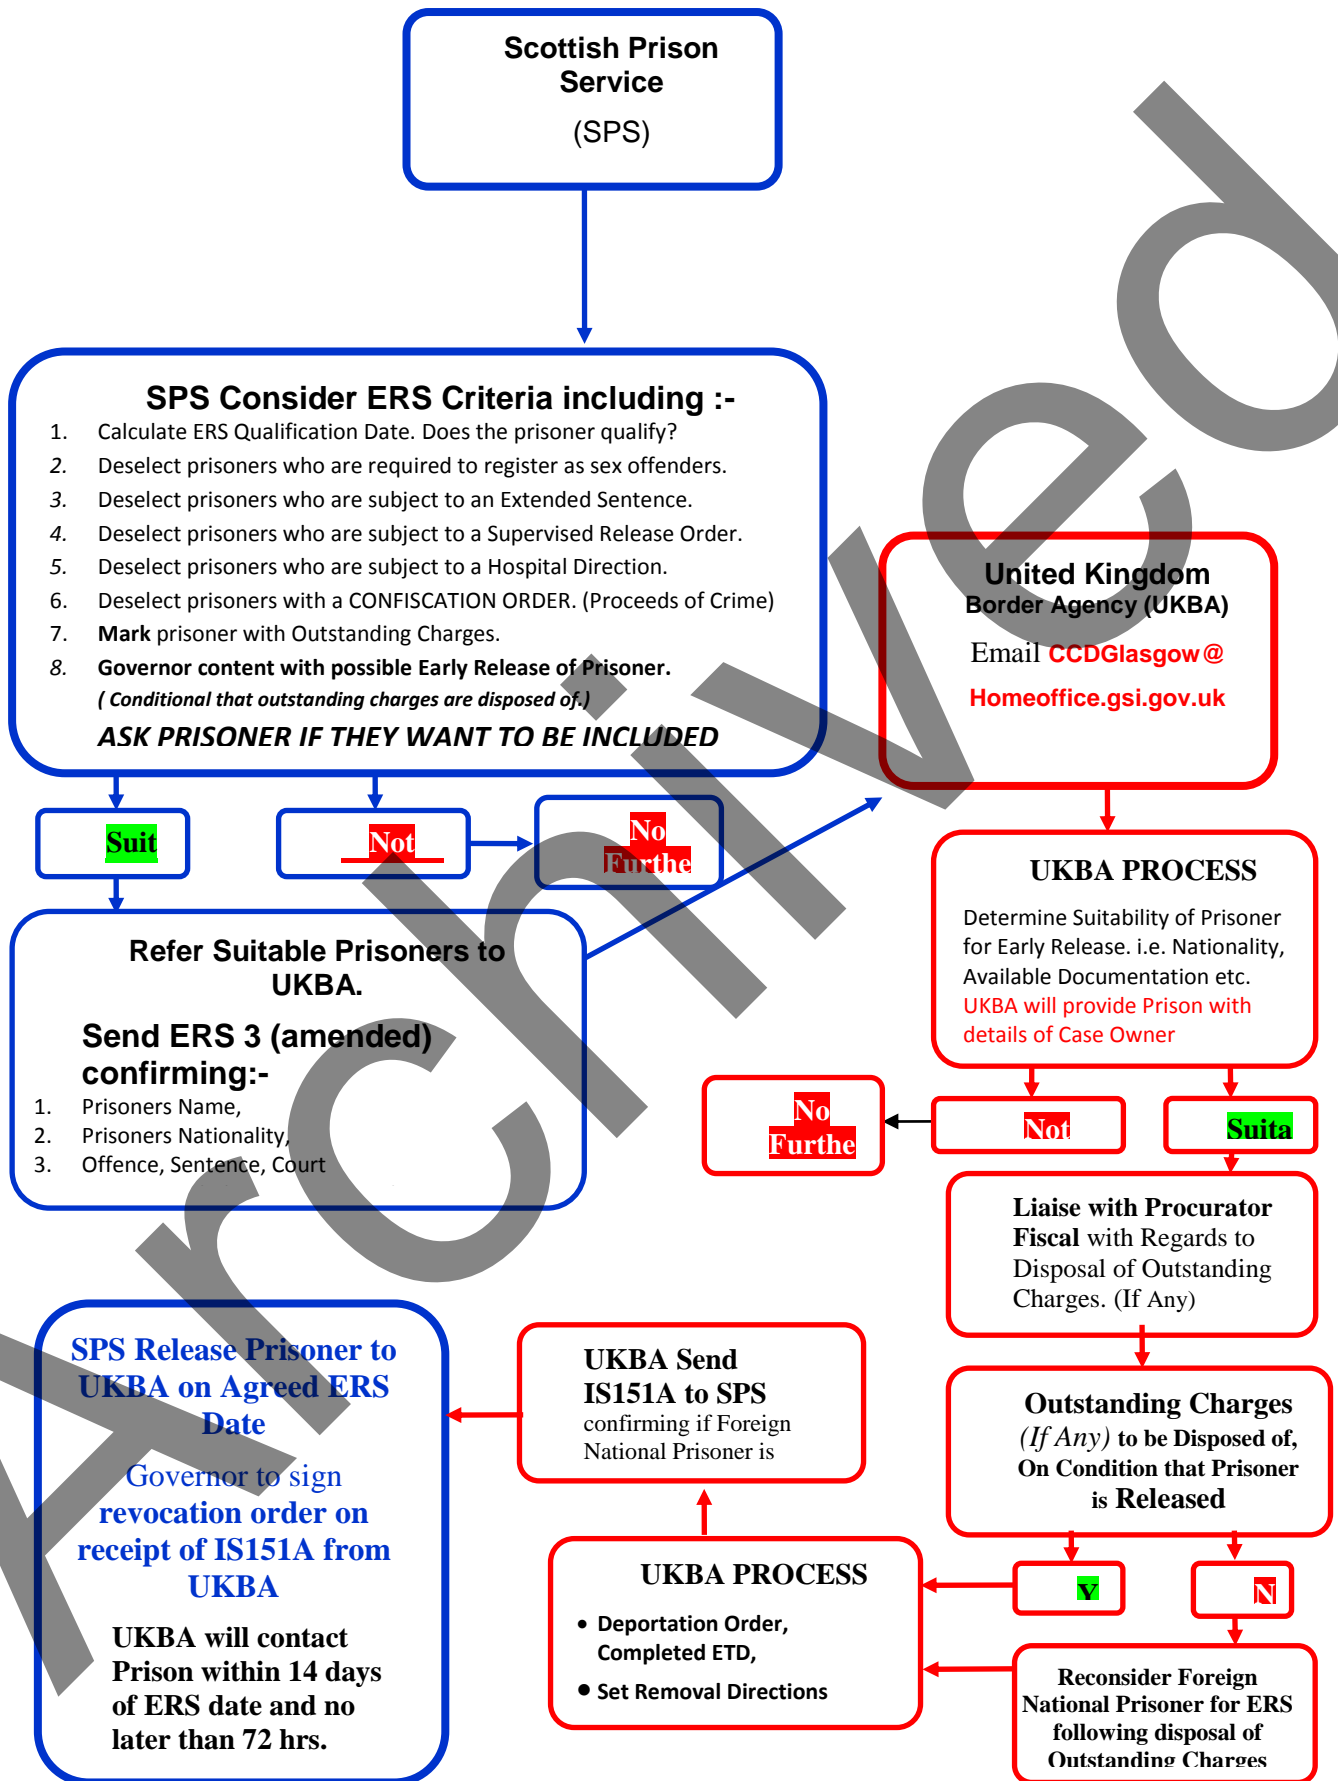 Scottish Prison
Service
(SPS)
SPS Consider ERS Criteria including :-
1. Calculate ERS Qualification Date. Does the prisoner qualify?
2. Deselect prisoners who are required to register as sex offenders.
3. Deselect prisoners who are subject to an Extended Sentence.
4. Deselect prisoners who are subject to a Supervised Release Order.
5. Deselect prisoners who are subject to a Hospital Direction.
6. Deselect prisoners with a CONFISCATION ORDER. (Proceeds of Crime)
7. Mark prisoner with Outstanding Charges.
8. Governor content with possible Early Release of Prisoner.
( Conditional that outstanding charges are disposed of.)
ASK PRISONER IF THEY WANT TO BE INCLUDED
Suit
Not
No
Furthe
Refer Suitable Prisoners to
UKBA.
Send ERS 3 (amended)
confirming:-
1. Prisoners Name,
2. Prisoners Nationality,
3. Offence, Sentence, Court
United Kingdom
Border Agency (UKBA)
Email CCDGlasgow@
Homeoffice.gsi.gov.uk
UKBA PROCESS
Determine Suitability of Prisoner
for Early Release. i.e. Nationality,
Available Documentation etc.
UKBA will provide Prison with
details of Case Owner
No
Furthe
Not
Suita
Liaise with Procurator
Fiscal with Regards to
Disposal of Outstanding
Charges. (If Any)
Outstanding Charges
(If Any) to be Disposed of,
On Condition that Prisoner
is Released
Y
N
Reconsider Foreign
National Prisoner for ERS
following disposal of
Outstanding Charges
UKBA PROCESS
• Deportation Order,
Completed ETD,
• Set Removal Directions
UKBA Send
IS151A to SPS
confirming if Foreign
National Prisoner is
SPS Release Prisoner to
UKBA on Agreed ERS
Date
Governor to sign
revocation order on
receipt of IS151A from
UKBA
UKBA will contact
Prison within 14 days
of ERS date and no
later than 72 hrs.
Archived